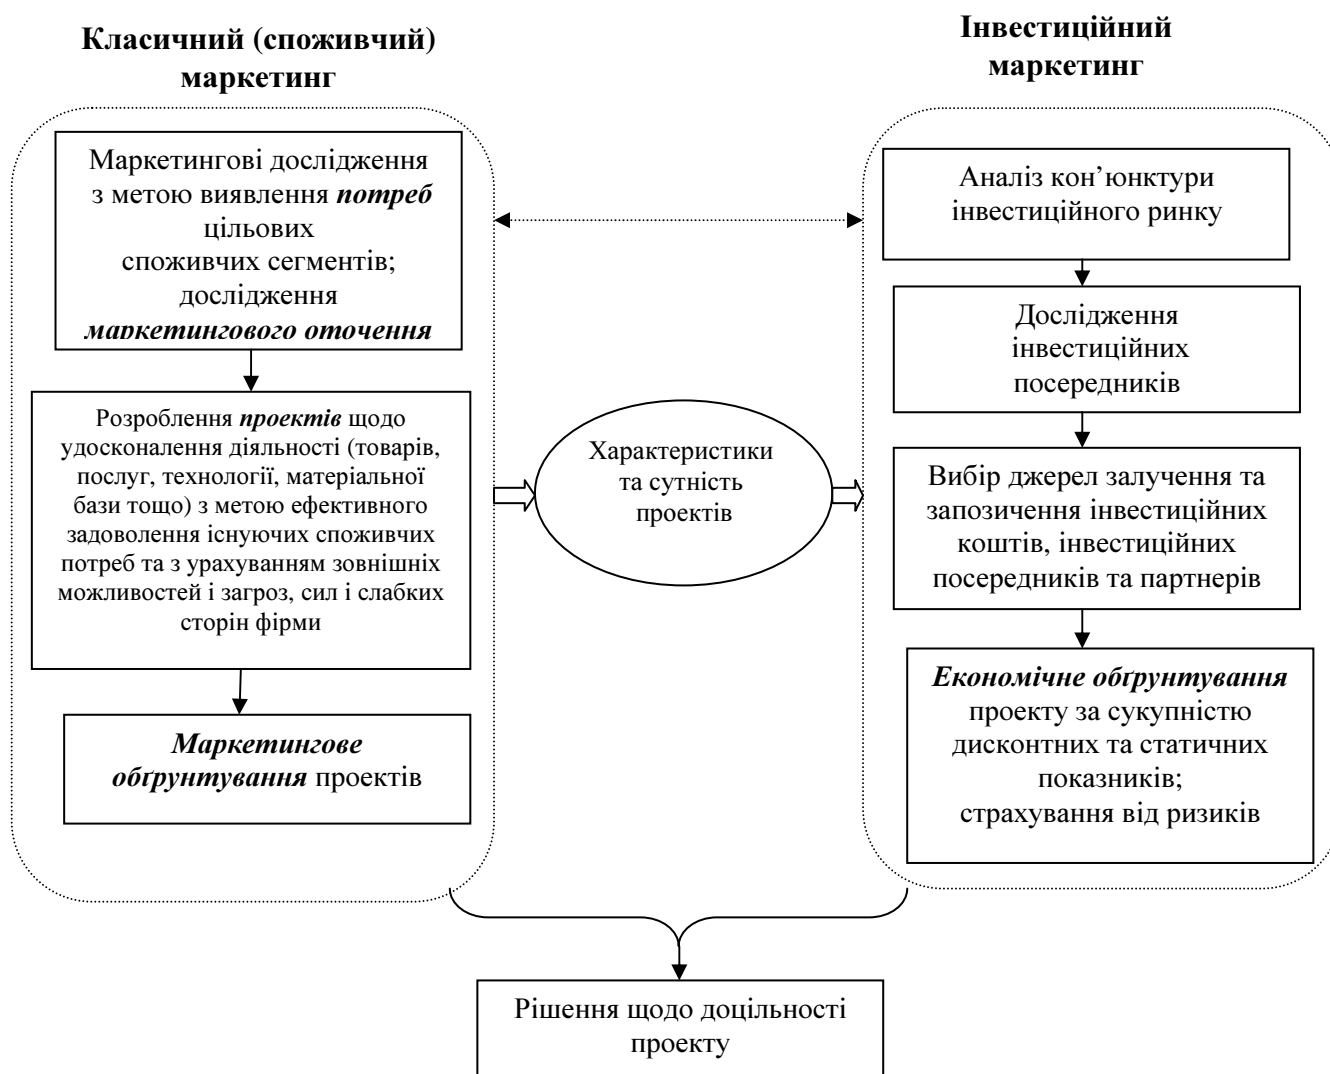 Класичний (споживчий)
маркетинг
Маркетингові дослідження
з метою виявлення потреб
цільових
споживчих сегментів;
дослідження
маркетингового оточення
Розроблення проектів щодо
удосконалення діяльності (товарів,
послуг, технології, матеріальної
бази тощо) з метою ефективного
задоволення існуючих споживчих
потреб та з урахуванням зовнішніх
можливостей і загроз, сил і слабких
сторін фірми
Маркетингове
обґрунтування проектів
Характеристики
та сутність
проектів
Інвестиційний
маркетинг
Аналіз кон’юнктури
інвестиційного ринку
Дослідження
інвестиційних
посередників
Вибір джерел залучення та
запозичення інвестиційних
коштів, інвестиційних
посередників та партнерів
Економічне обґрунтування
проекту за сукупністю
дисконтних та статичних
показників;
страхування від ризиків
Рішення щодо доцільності
проекту